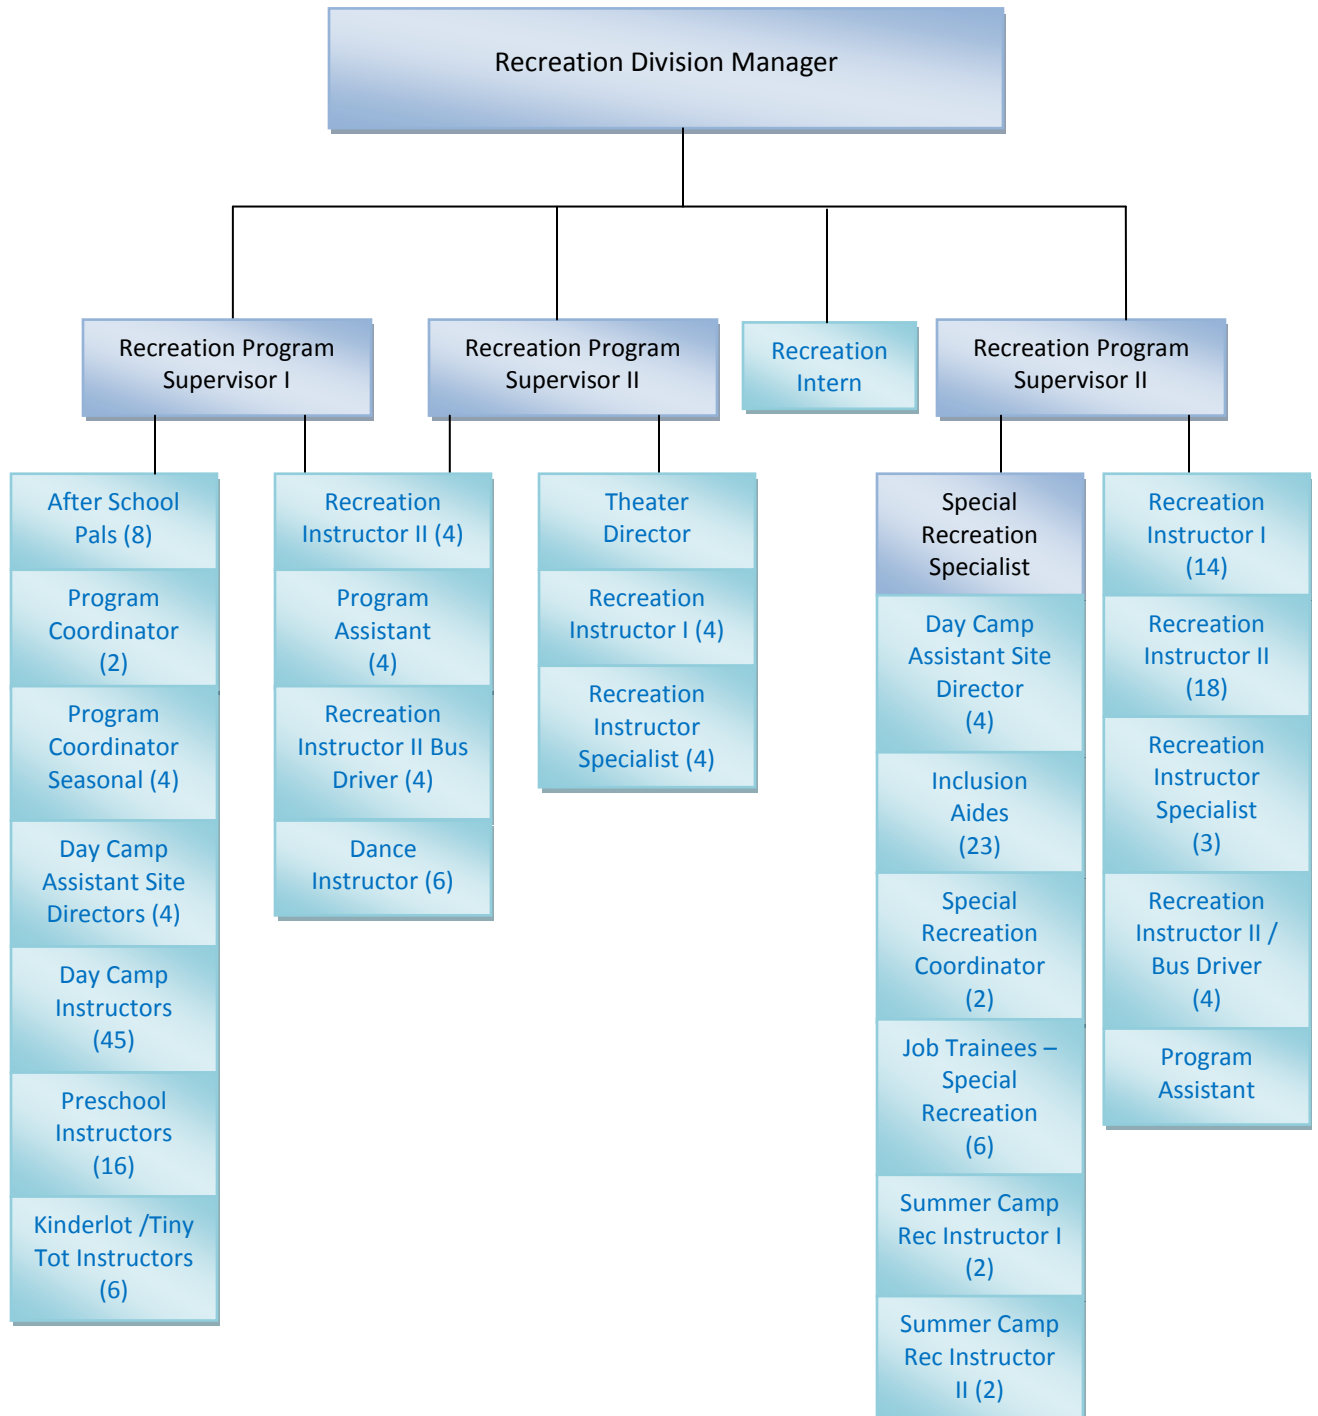 Recreation Division Manager
Recreation Program
Supervisor I
Recreation Program
Supervisor II
Recreation
Intern
Recreation Program
Supervisor II
After School
Pals (8)
Program
Coordinator
(2)
Program
Coordinator
Seasonal (4)
Day Camp
Assistant Site
Directors (4)
Day Camp
Instructors
(45)
Preschool
Instructors
(16)
Kinderlot /Tiny
Tot Instructors
(6)
Recreation
Instructor II (4)
Program
Assistant
(4)
Recreation
Instructor II Bus
Driver (4)
Dance
Instructor (6)
Theater
Director
Recreation
Instructor I (4)
Recreation
Instructor
Specialist (4)
Special
Recreation
Specialist
Day Camp
Assistant Site
Director
(4)
Inclusion
Aides
(23)
Special
Recreation
Coordinator
(2)
Job Trainees –
Special
Recreation
(6)
Summer Camp
Rec Instructor I
(2)
Summer Camp
Rec Instructor
II (2)
Recreation
Instructor I
(14)
Recreation
Instructor II
(18)
Recreation
Instructor
Specialist
(3)
Recreation
Instructor II /
Bus Driver
(4)
Program
Assistant